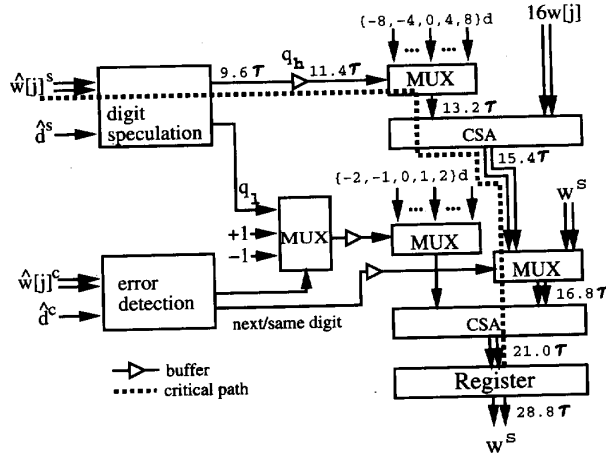 {-8,-4,0,4,8}d
16w[j]
... ...
ŵ[j]ˢ
9.6τ
qₕ
11.4τ
MUX
13.2τ
digit
speculation
d̂ˢ
CSA
15.4τ
{-2,-1,0,1,2}d
... ...
q₁
wˢ
+1
MUX
-1
MUX
MUX
ŵ[j]ᶜ
error
detection
16.8τ
d̂ᶜ
next/same digit
CSA
21.0τ
buffer
critical path
Register
28.8τ
wˢ